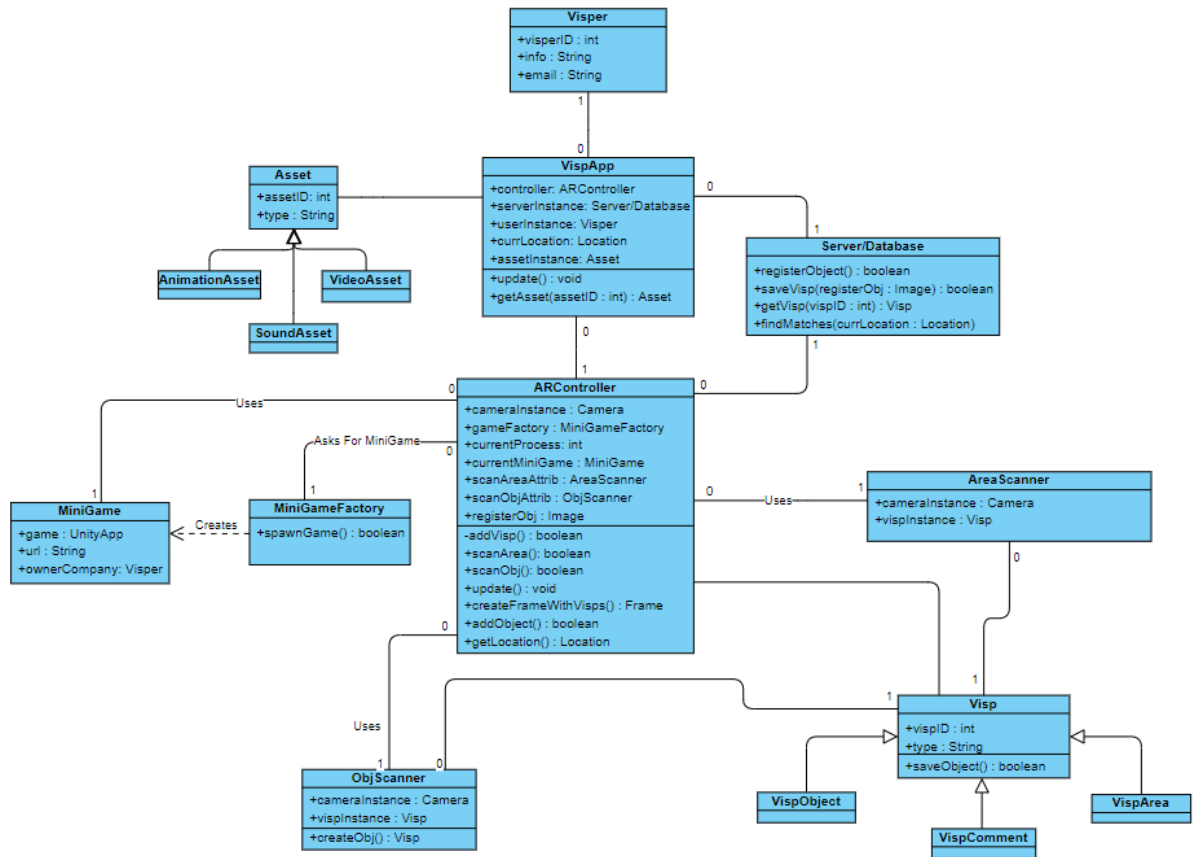 Visper
+visperID : int
+info : String
+email : String
1
0
VispApp
+controller: ARController
+serverInstance: Server/Database
+userInstance: Visper
+currLocation: Location
+assetInstance: Asset
+update() : void
+getAsset(assetID : int) : Asset
Asset
+assetID: int
+type : String
AnimationAsset
VideoAsset
SoundAsset
0
1
Server/Database
+registerObject() : boolean
+saveVisp(registerObj : Image) : boolean
+getVisp(vispID : int) : Visp
+findMatches(currLocation : Location)
1
0
0
1
ARController
+cameraInstance : Camera
+gameFactory : MiniGameFactory
+currentProcess: int
+currentMiniGame : MiniGame
+scanAreaAttrib : AreaScanner
+scanObjAttrib : ObjScanner
+registerObj : Image
-addVisp() : boolean
+scanArea(): boolean
+scanObj(): boolean
+update() : void
+createFrameWithVisps() : Frame
+addObject() : boolean
+getLocation() : Location
0
Uses
1
Asks For MiniGame
0
1
MiniGame
+game : UnityApp
+url : String
+ownerCompany: Visper
Creates
MiniGameFactory
+spawnGame() : boolean
0
Uses
1
AreaScanner
+cameraInstance : Camera
+vispInstance : Visp
0
1
0
Uses
1
0
1
ObjScanner
+cameraInstance : Camera
+vispInstance : Visp
+createObj() : Visp
Visp
+vispID : int
+type : String
+saveObject() : boolean
VispObject
VispComment
VispArea